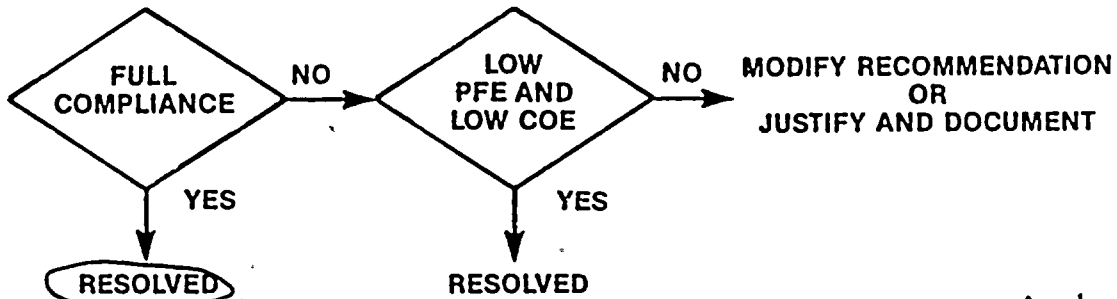 FULL
COMPLIANCE
NO
LOW
PFE AND
LOW COE
NO
MODIFY RECOMMENDATION
OR
JUSTIFY AND DOCUMENT
YES
YES
RESOLVED
RESOLVED